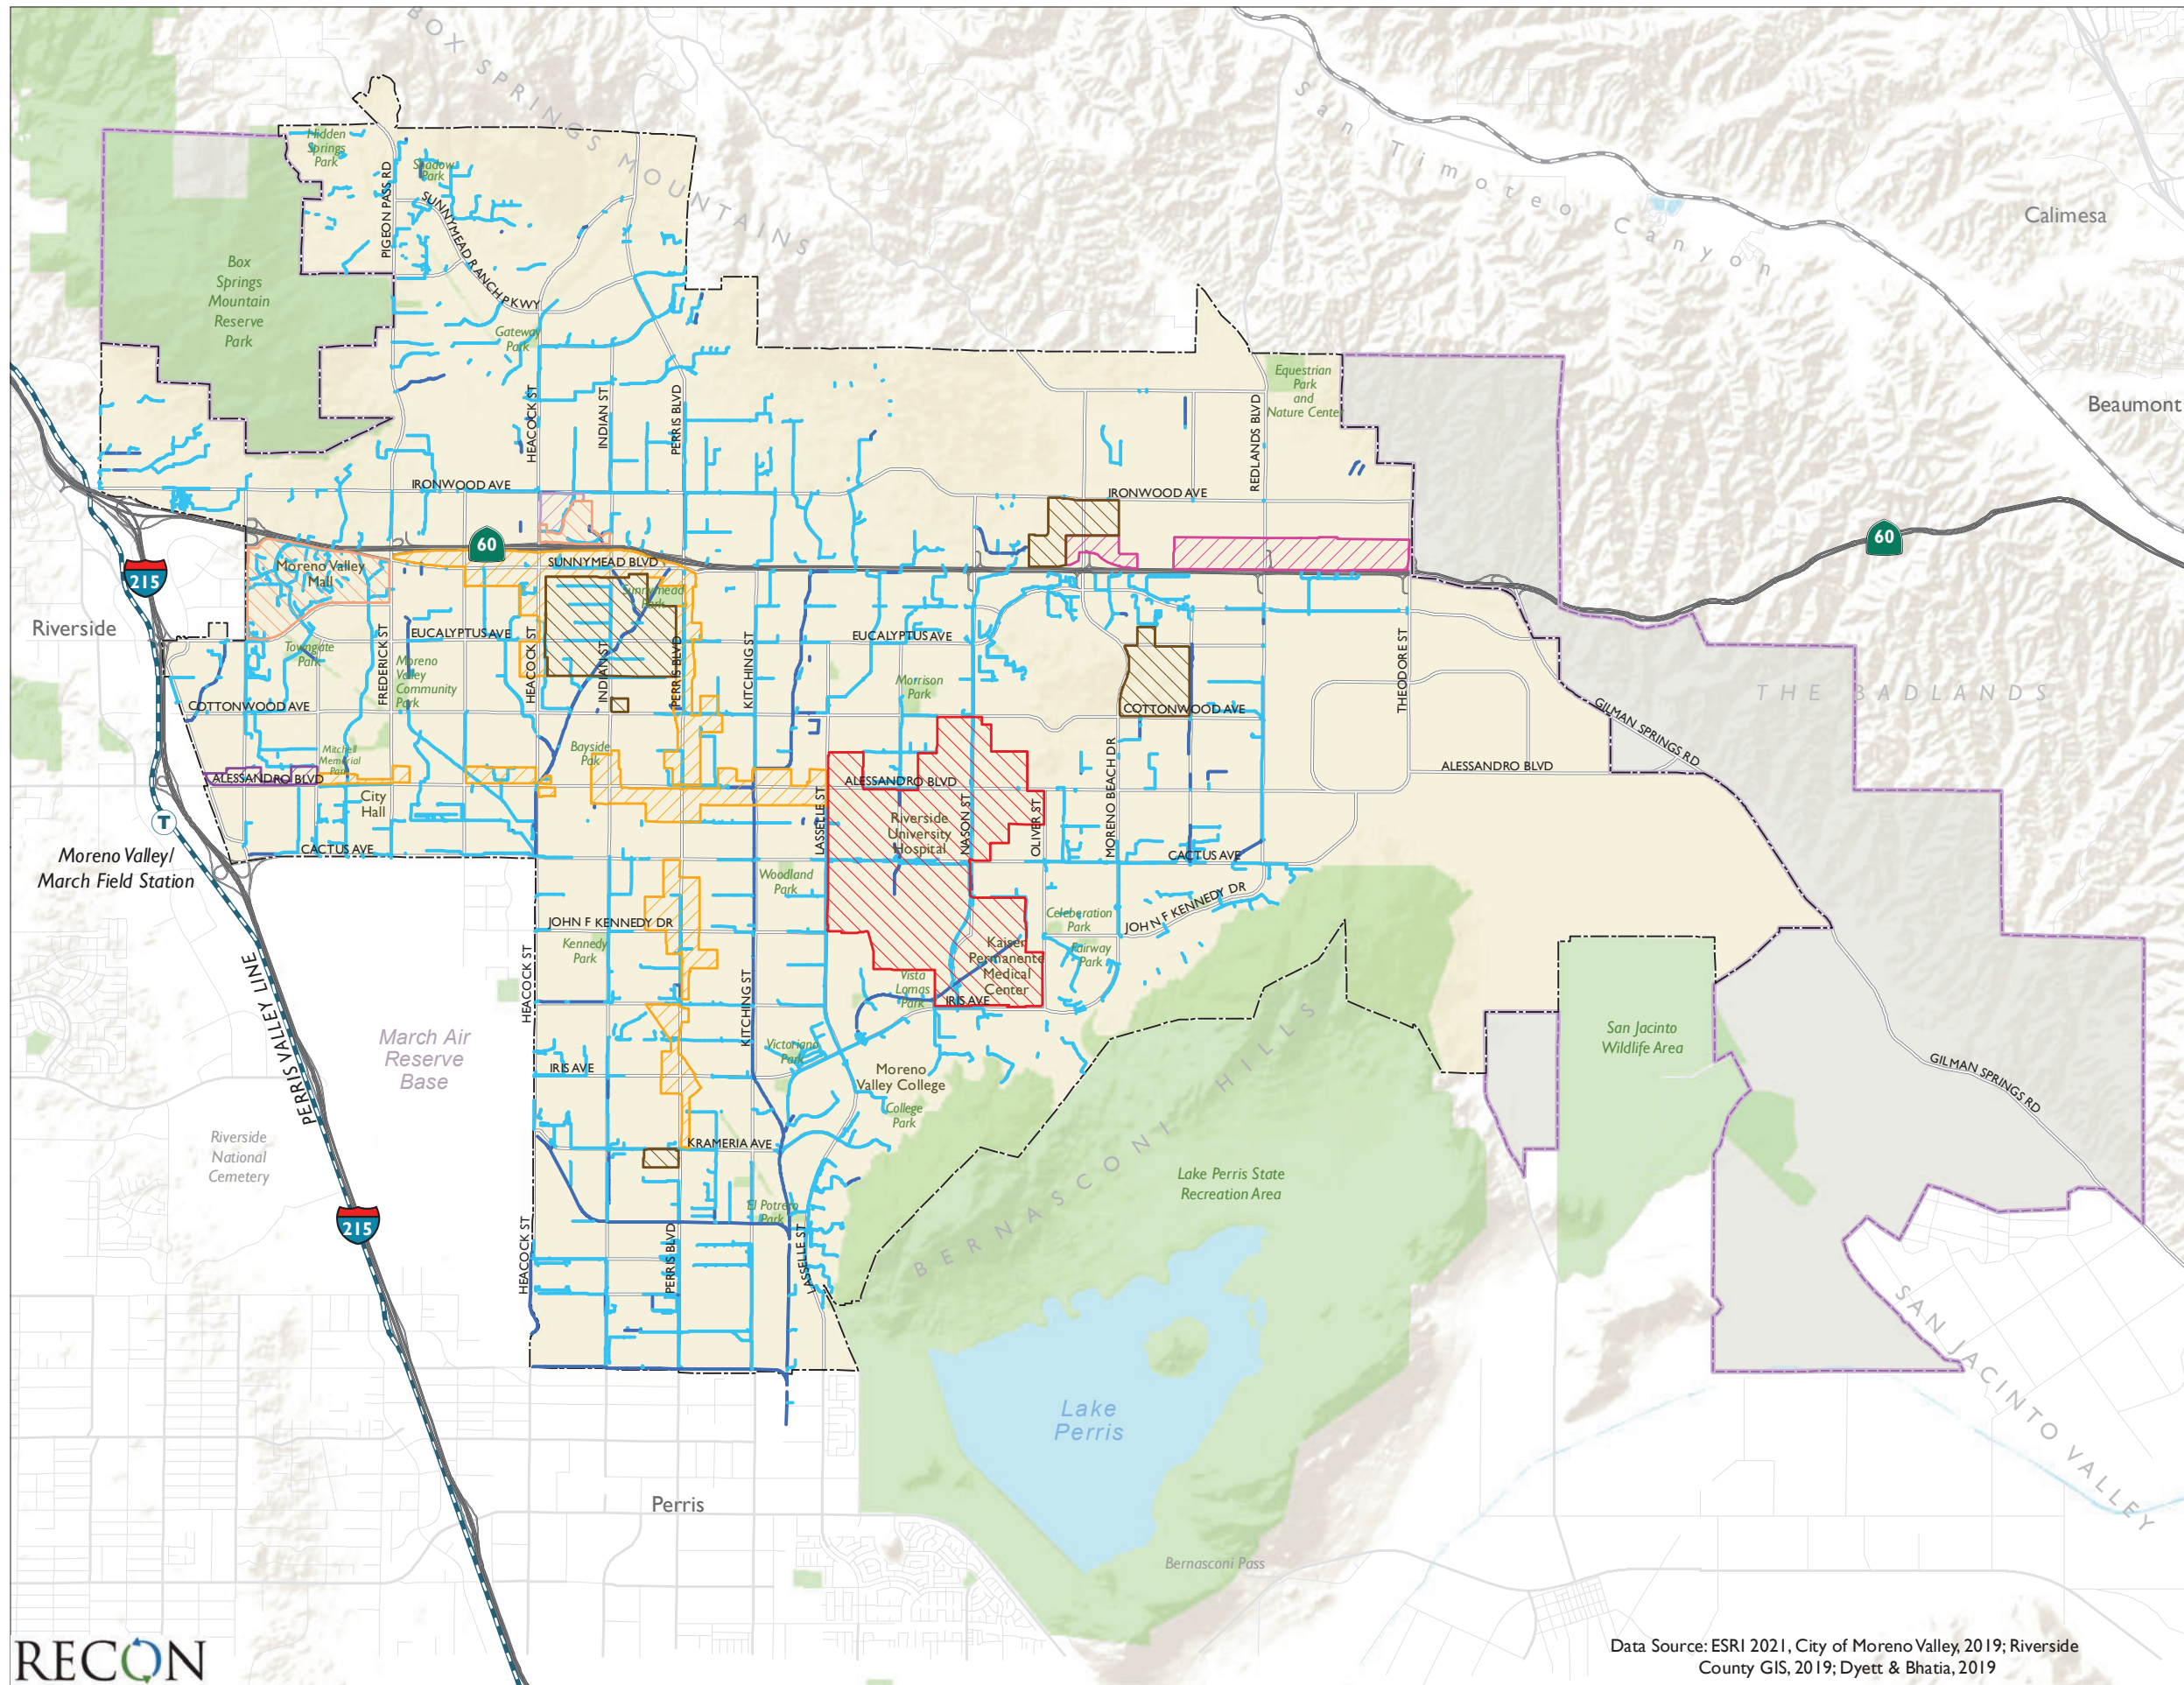 BOX SPRINGS MOUNTAINS
San Timoteo Canyon
Calimesa
Beaumont
Hidden
Springs
Park
Shadow
Park
PIGEON PASS RD
SUNNYMEAD RANCH PKWY
Box
Springs
Mountain
Reserve
Park
Gateway
Park
Equestrian
Park
and
Nature Center
HEACOCK ST
INDIAN ST
PERRIS BLVD
REDLANDS BLVD
IRONWOOD AVE
IRONWOOD AVE
60
60
SUNNYMEAD BLVD
Moreno Valley
Mall
215
Sunnymead
Park
Riverside
EUCALYPTUS AVE
EUCALYPTUS AVE
Towngate
Park
FREDERICK ST
Moreno
Valley
Community
Park
HEACOCK ST
INDIAN ST
PERRIS BLVD
KITCHING ST
Morrison
Park
THEODORE ST
THE BADLANDS
COTTONWOOD AVE
COTTONWOOD AVE
GILMAN SPRINGS RD
Mitchell
Memorial
Park
Bayside
Pak
ALESSANDRO BLVD
ALESSANDRO BLVD
ALESSANDRO BLVD
City
Hall
LASSELLE ST
Riverside
University
Hospital
NASON ST
OLIVER ST
MORENO BEACH DR
T
CACTUS AVE
CACTUS AVE
Moreno Valley/
March Field Station
Woodland
Park
JOHN F KENNEDY DR
JOHN F KENNEDY DR
Celeberation
Park
Kennedy
Park
Kaiser
Permanente
Medical
Center
Fairway
Park
HEACOCK ST
KITCHING ST
Vista
Lomas
Park
IRIS AVE
PERRIS VALLEY LINE
March Air
Reserve
Base
Victoriano
Park
IRIS AVE
Moreno
Valley College
College
Park
San Jacinto
Wildlife Area
GILMAN SPRINGS RD
Riverside
National
Cemetery
KRAMERIA AVE
BERNASCONI HILLS
Lake Perris State
Recreation Area
El Potrero
Park
215
HEACOCK ST
PERRIS BLVD
LASSELLE ST
SAN JACINTO VALLEY
Lake
Perris
Perris
Bernasconi Pass
RECON
Data Source: ESRI 2021, City of Moreno Valley, 2019; Riverside
County GIS, 2019; Dyett & Bhatia, 2019